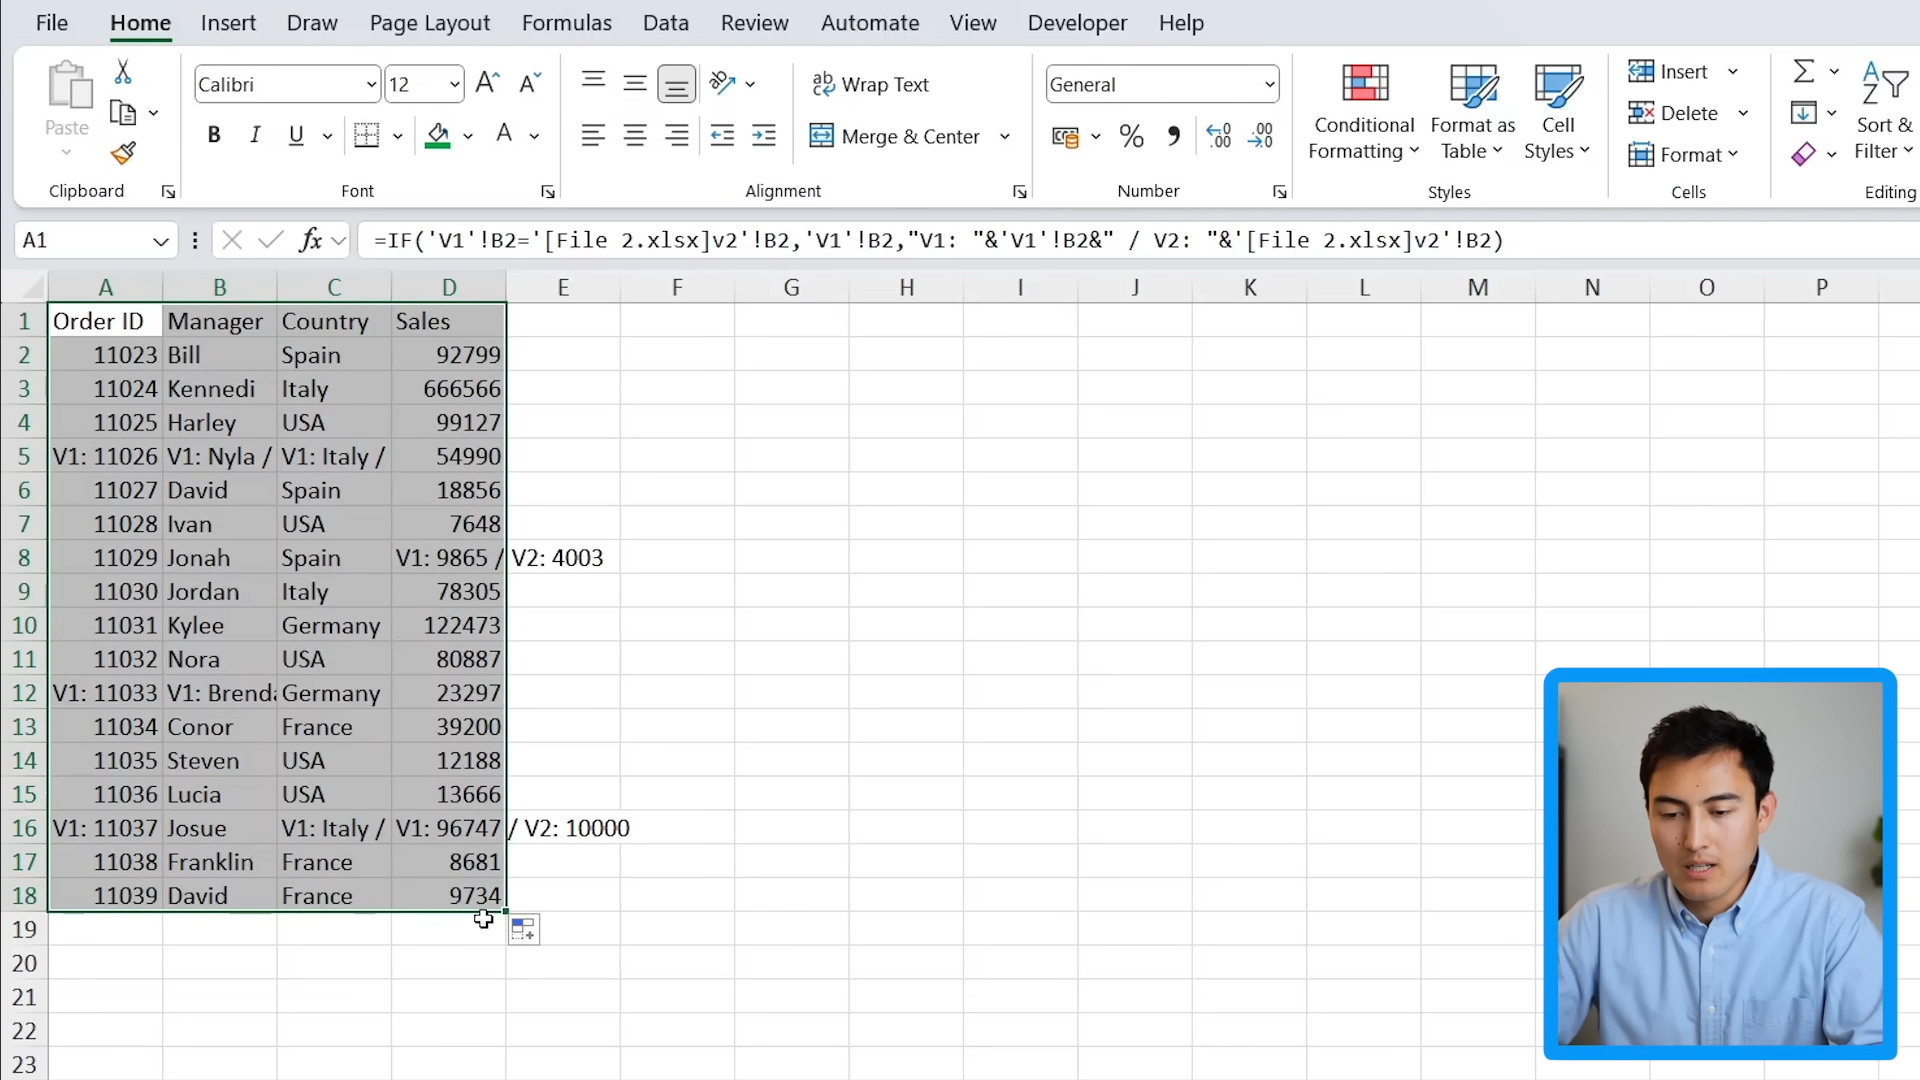 File Home Insert Draw Page Layout Formulas Data Review Automate View Developer Help
Paste
Clipboard
Calibri 12
B I U A
Font
Wrap Text
Merge & Center
Alignment
General
% .00
Number
Conditional Formatting
Format as Table
Cell Styles
Styles
Insert
Delete
Format
Cells
Sort & Filter
Editing
A1 fx =IF('V1'!B2='[File 2.xlsx]v2'!B2,'V1'!B2,"V1: "&'V1'!B2&" / V2: "&'[File 2.xlsx]v2'!B2)
A B C D E F G H I J K L M N O P
1 Order ID Manager Country Sales
2 11023 Bill Spain 92799
3 11024 Kennedi Italy 666566
4 11025 Harley USA 99127
5 V1: 11026 V1: Nyla / V1: Italy / 54990
6 11027 David Spain 18856
7 11028 Ivan USA 7648
8 11029 Jonah Spain V1: 9865 / V2: 4003
9 11030 Jordan Italy 78305
10 11031 Kylee Germany 122473
11 11032 Nora USA 80887
12 V1: 11033 V1: Brenda Germany 23297
13 11034 Conor France 39200
14 11035 Steven USA 12188
15 11036 Lucia USA 13666
16 V1: 11037 Josue V1: Italy / V1: 96747 / V2: 10000
17 11038 Franklin France 8681
18 11039 David France 9734
19
20
21
22
23